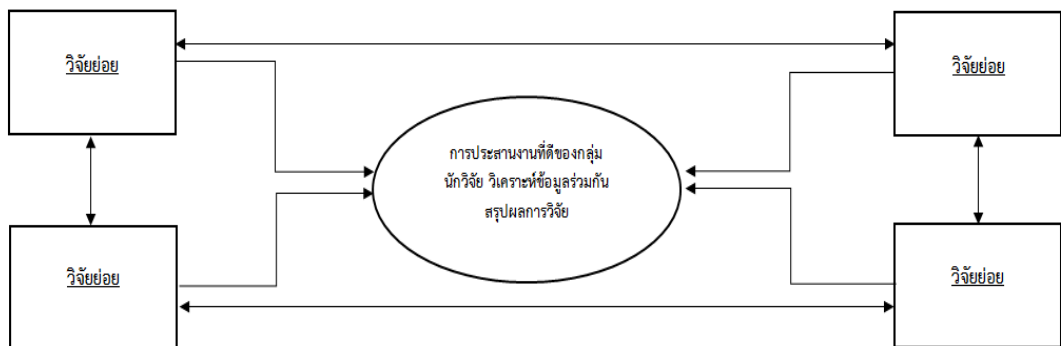 วิจัยย่อย
วิจัยย่อย
การประสานงานที่ดีของกลุ่ม
นักวิจัย วิเคราะห์ข้อมูลร่วมกัน
สรุปผลการวิจัย
วิจัยย่อย
วิจัยย่อย